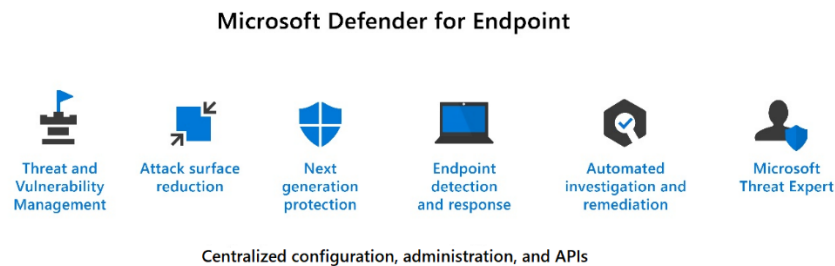 Microsoft Defender for Endpoint
Threat and
Vulnerability
Management
Attack surface
reduction
Next
generation
protection
Endpoint
detection
and response
Automated
investigation and
remediation
Microsoft
Threat Expert
Centralized configuration, administration, and APIs